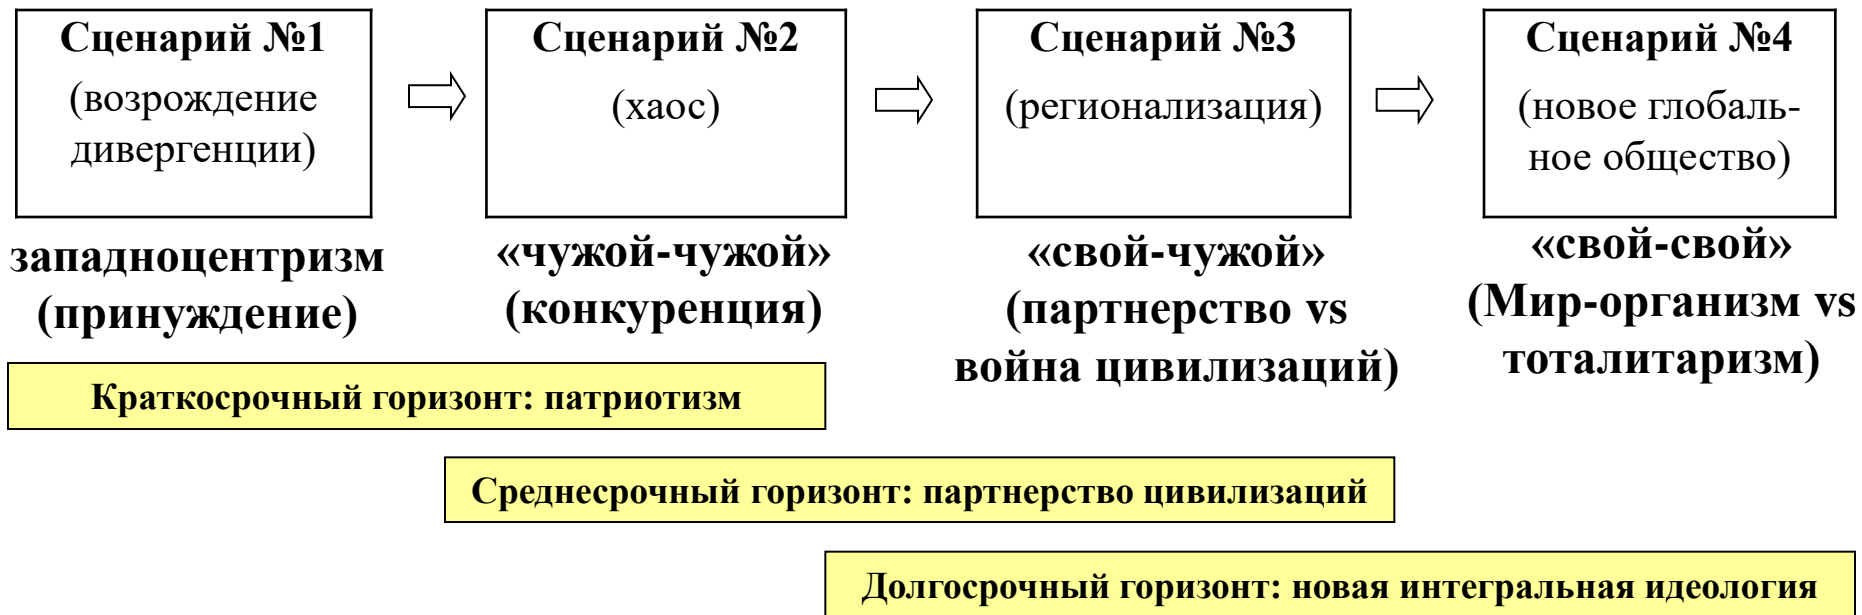 Сценарий №1
(возрождение
дивергенции)
Сценарий №2
(хаос)
Сценарий №3
(регионализация)
Сценарий №4
(новое глобаль-
ное общество)
западноцентризм
(принуждение)
«чужой-чужой»
(конкуренция)
«свой-чужой»
(партнерство vs
война цивилизаций)
«свой-свой»
(Мир-организм vs
тоталитаризм)
Краткосрочный горизонт: патриотизм
Среднесрочный горизонт: партнерство цивилизаций
Долгосрочный горизонт: новая интегральная идеология